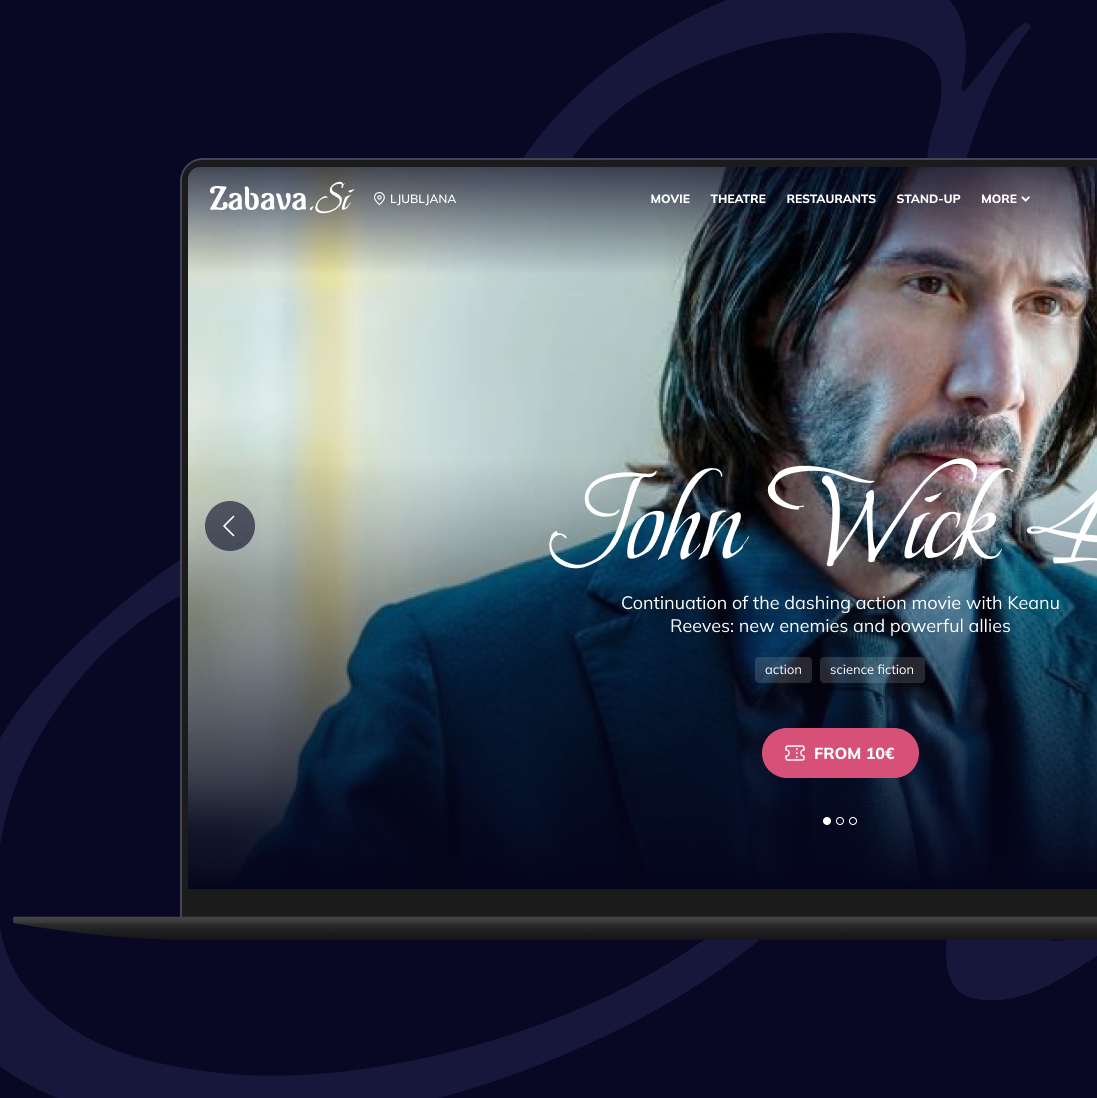 Zabava.Si
LJUBLJANA
MOVIE
THEATRE
RESTAURANTS
STAND-UP
MORE
John Wick 4
Continuation of the dashing action movie with Keanu
Reeves: new enemies and powerful allies
action
science fiction
FROM 10€